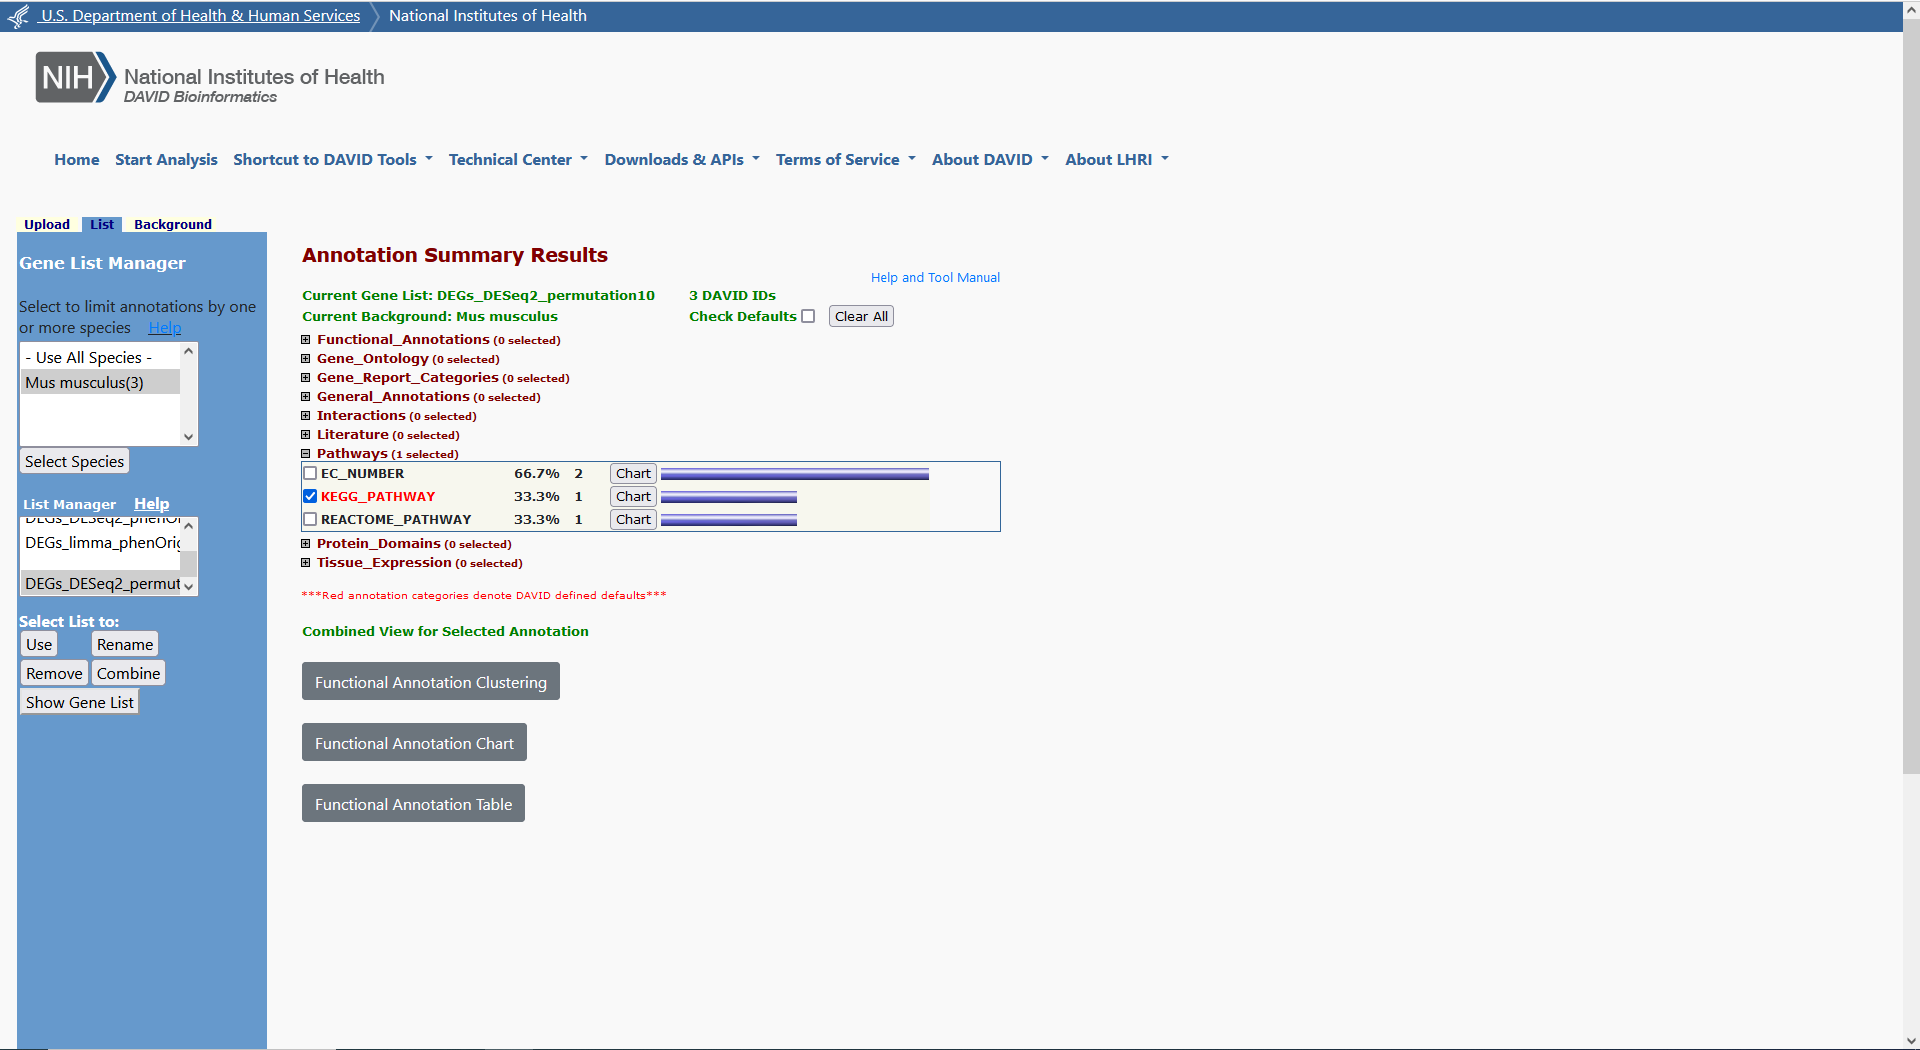 U.S. Department of Health & Human Services National Institutes of Health
NIH National Institutes of Health
DAVID Bioinformatics
Home Start Analysis Shortcut to DAVID Tools Technical Center Downloads & APIs Terms of Service About DAVID About LHRI
Upload List Background
Gene List Manager
Select to limit annotations by one
or more species Help
- Use All Species -
Mus musculus(3)
Select Species
List Manager Help
DEGs_DESeq2_phenOri
DEGs_limma_phenOrig
DEGs_DESeq2_permut
Select List to:
Use Rename
Remove Combine
Show Gene List
Annotation Summary Results
Help and Tool Manual
Current Gene List: DEGs_DESeq2_permutation10 3 DAVID IDs
Current Background: Mus musculus Check Defaults Clear All
Functional_Annotations (0 selected)
Gene_Ontology (0 selected)
Gene_Report_Categories (0 selected)
General_Annotations (0 selected)
Interactions (0 selected)
Literature (0 selected)
Pathways (1 selected)
EC_NUMBER 66.7% 2 Chart
KEGG_PATHWAY 33.3% 1 Chart
REACTOME_PATHWAY 33.3% 1 Chart
Protein_Domains (0 selected)
Tissue_Expression (0 selected)
***Red annotation categories denote DAVID defined defaults***
Combined View for Selected Annotation
Functional Annotation Clustering
Functional Annotation Chart
Functional Annotation Table